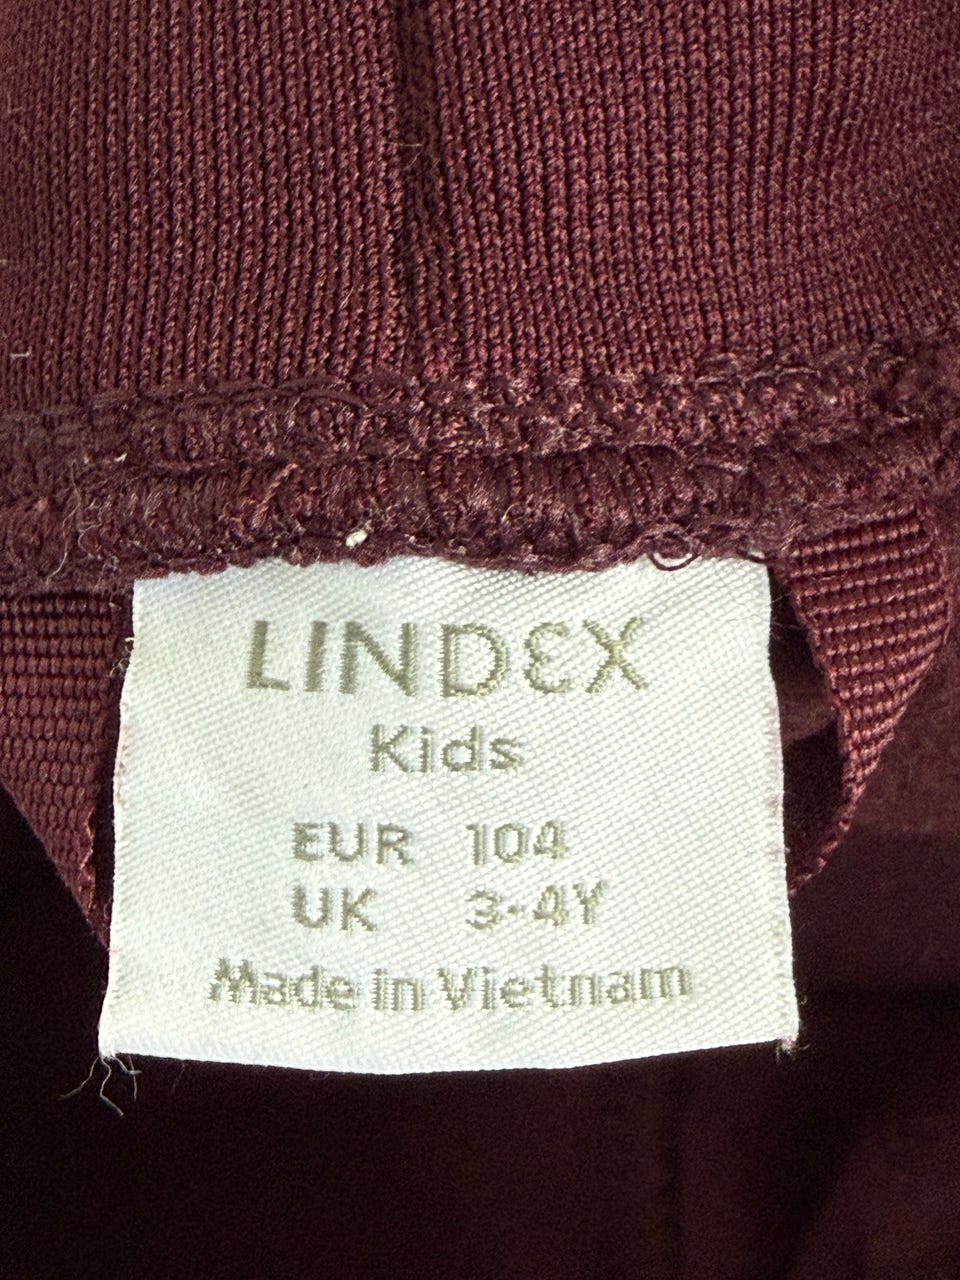 LINDEX
Kids
EUR 104
UK 3-4Y
Made in Vietnam